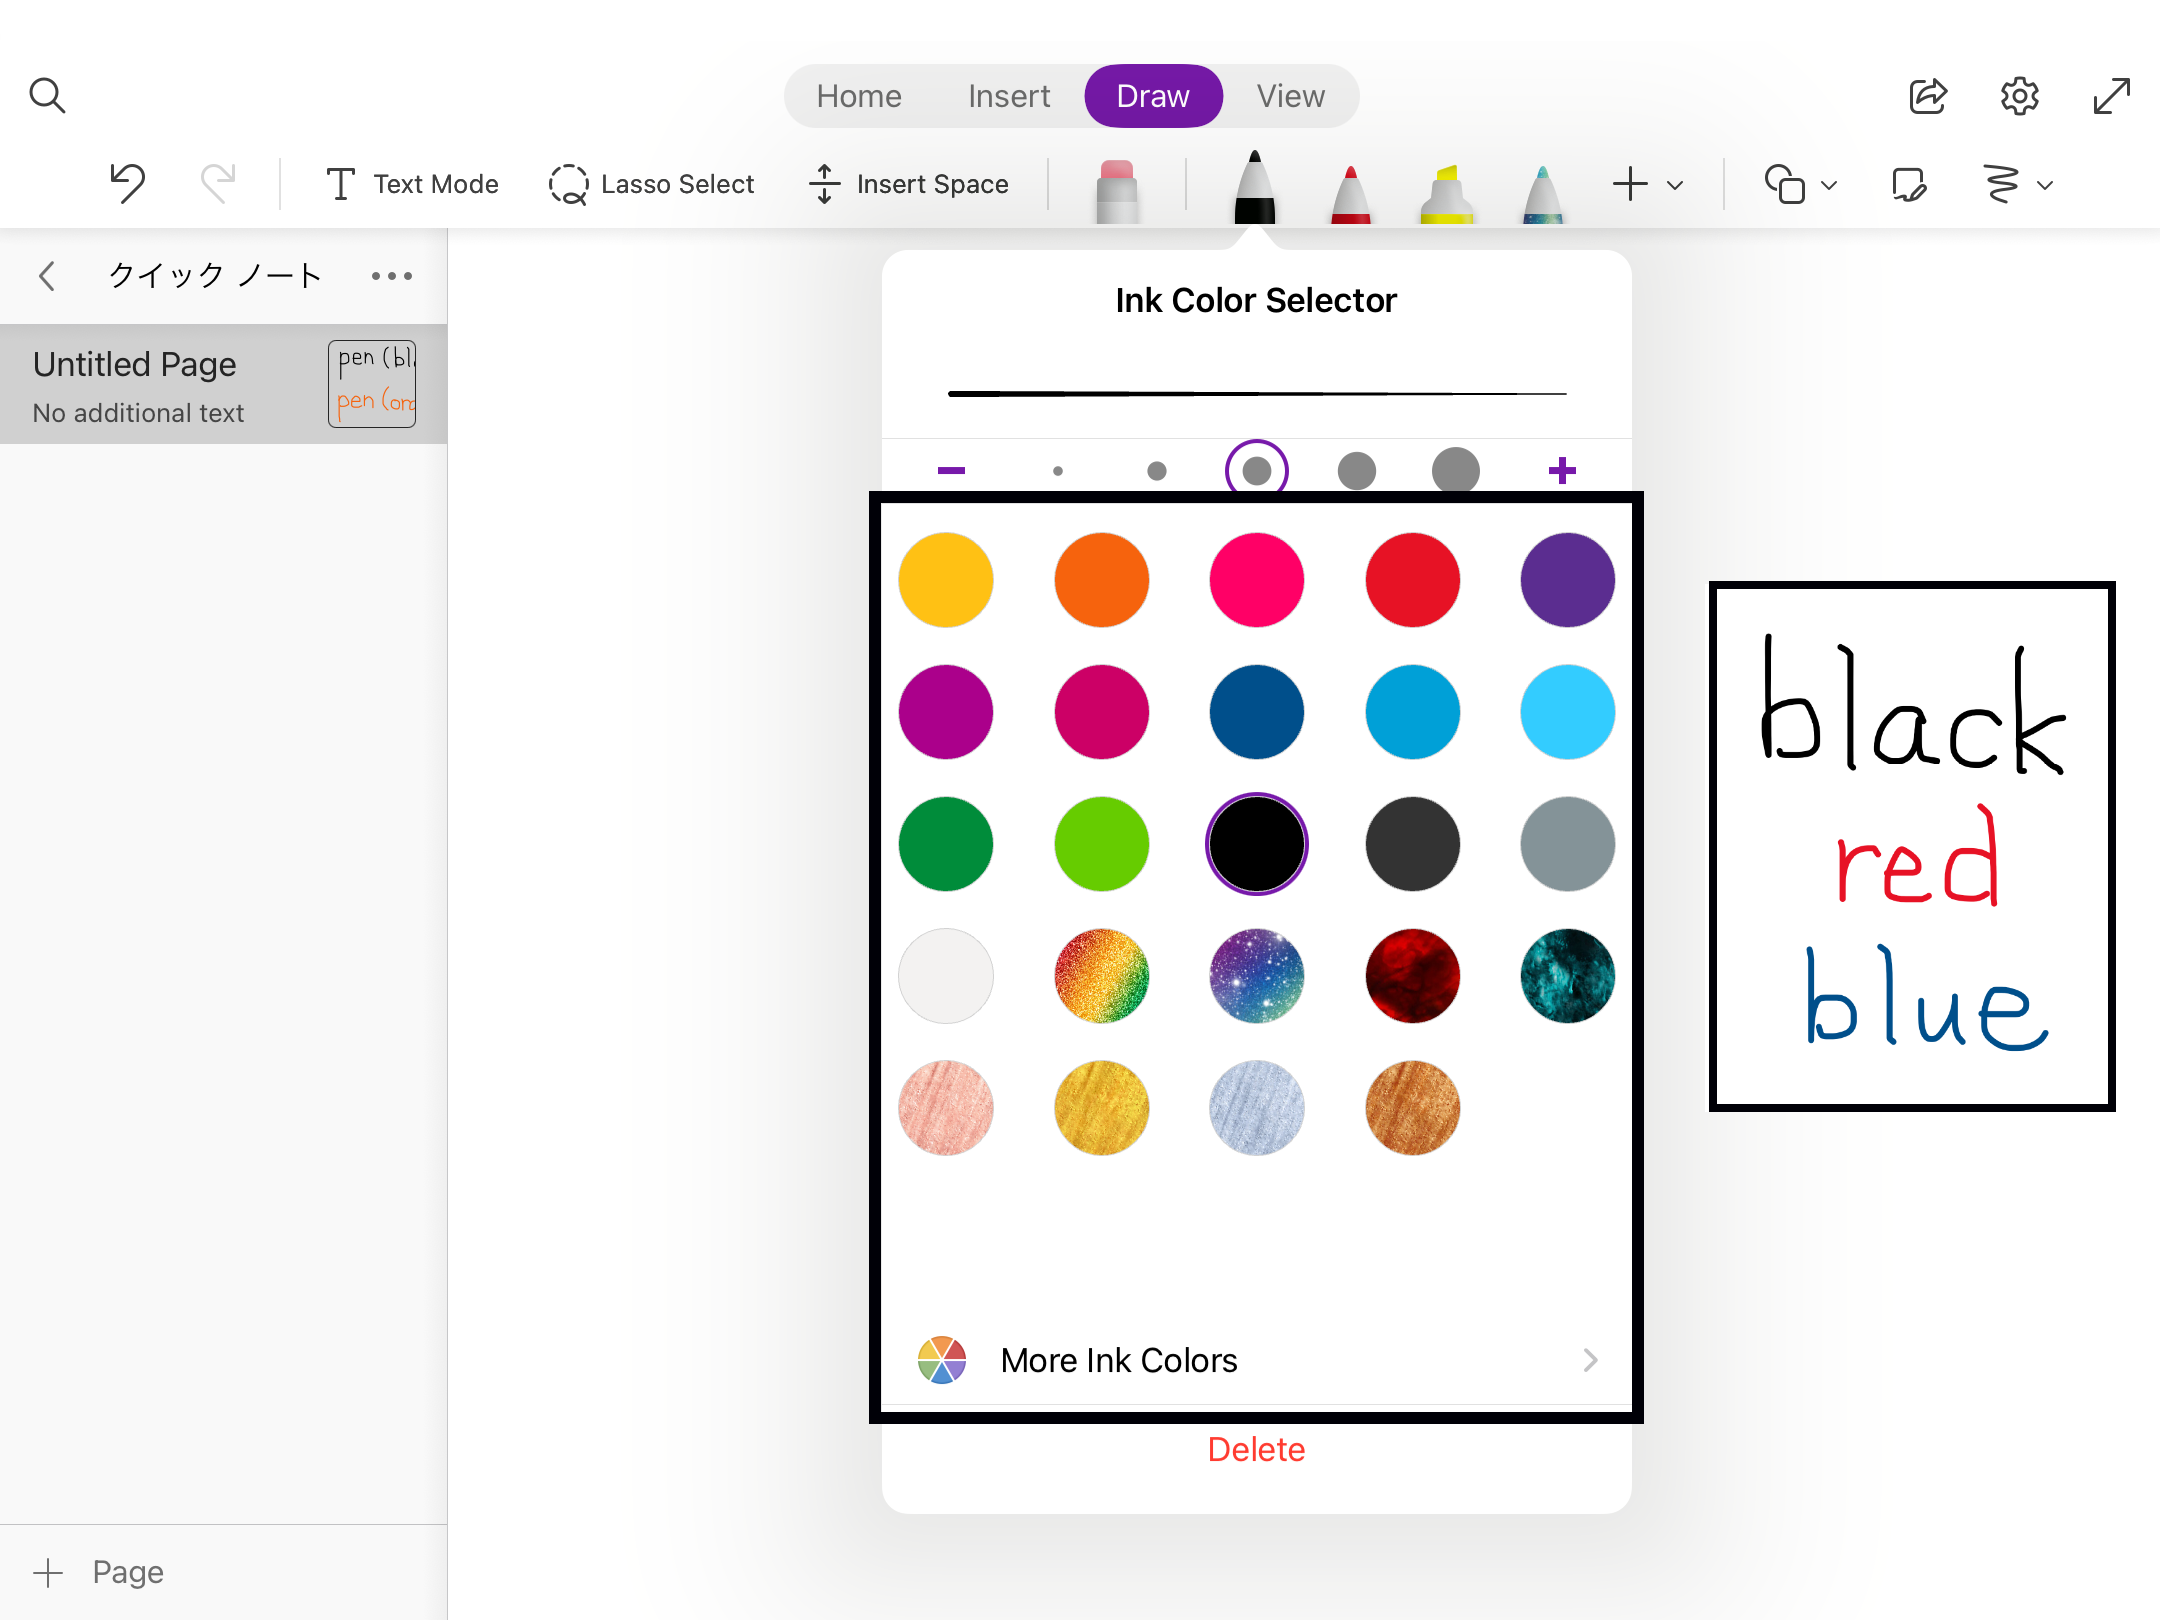 Home Insert Draw View
Text Mode Lasso Select Insert Space
クイック ノート
Untitled Page
No additional text
pen (bl
pen (ora
Ink Color Selector
black
red
blue
More Ink Colors
Delete
Page